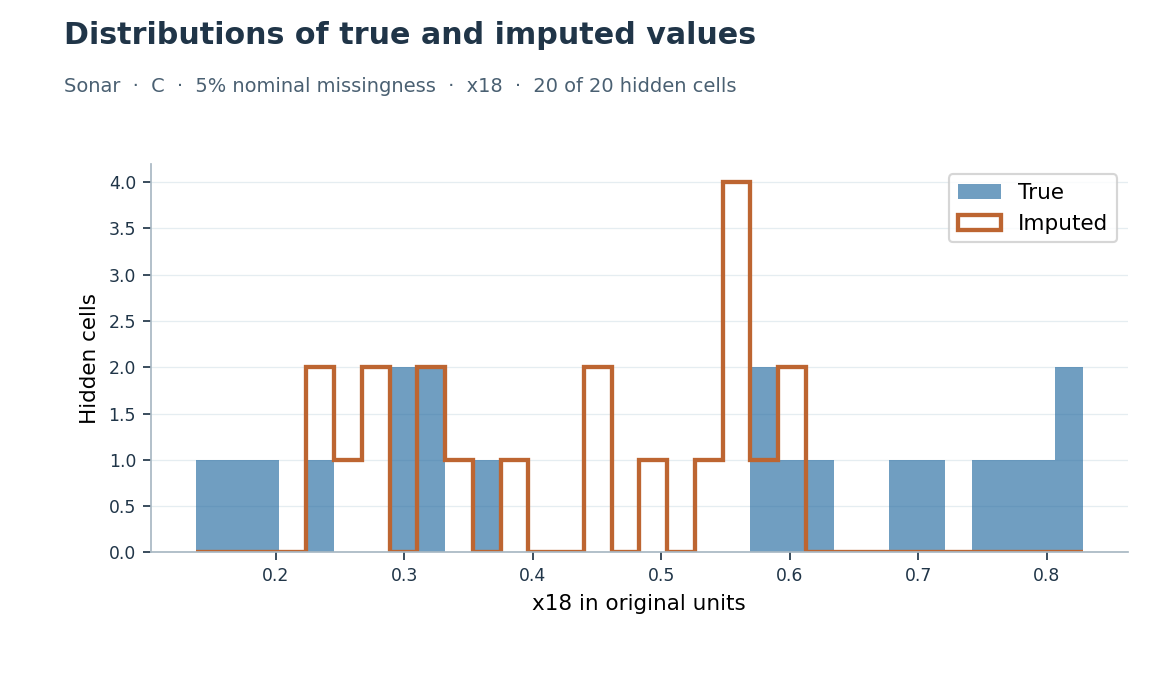 Distributions of true and imputed values
Sonar · C · 5% nominal missingness · x18 · 20 of 20 hidden cells
True
Imputed
Hidden cells
4.0
3.5
3.0
2.5
2.0
1.5
1.0
0.5
0.0
0.2 0.3 0.4 0.5 0.6 0.7 0.8
x18 in original units